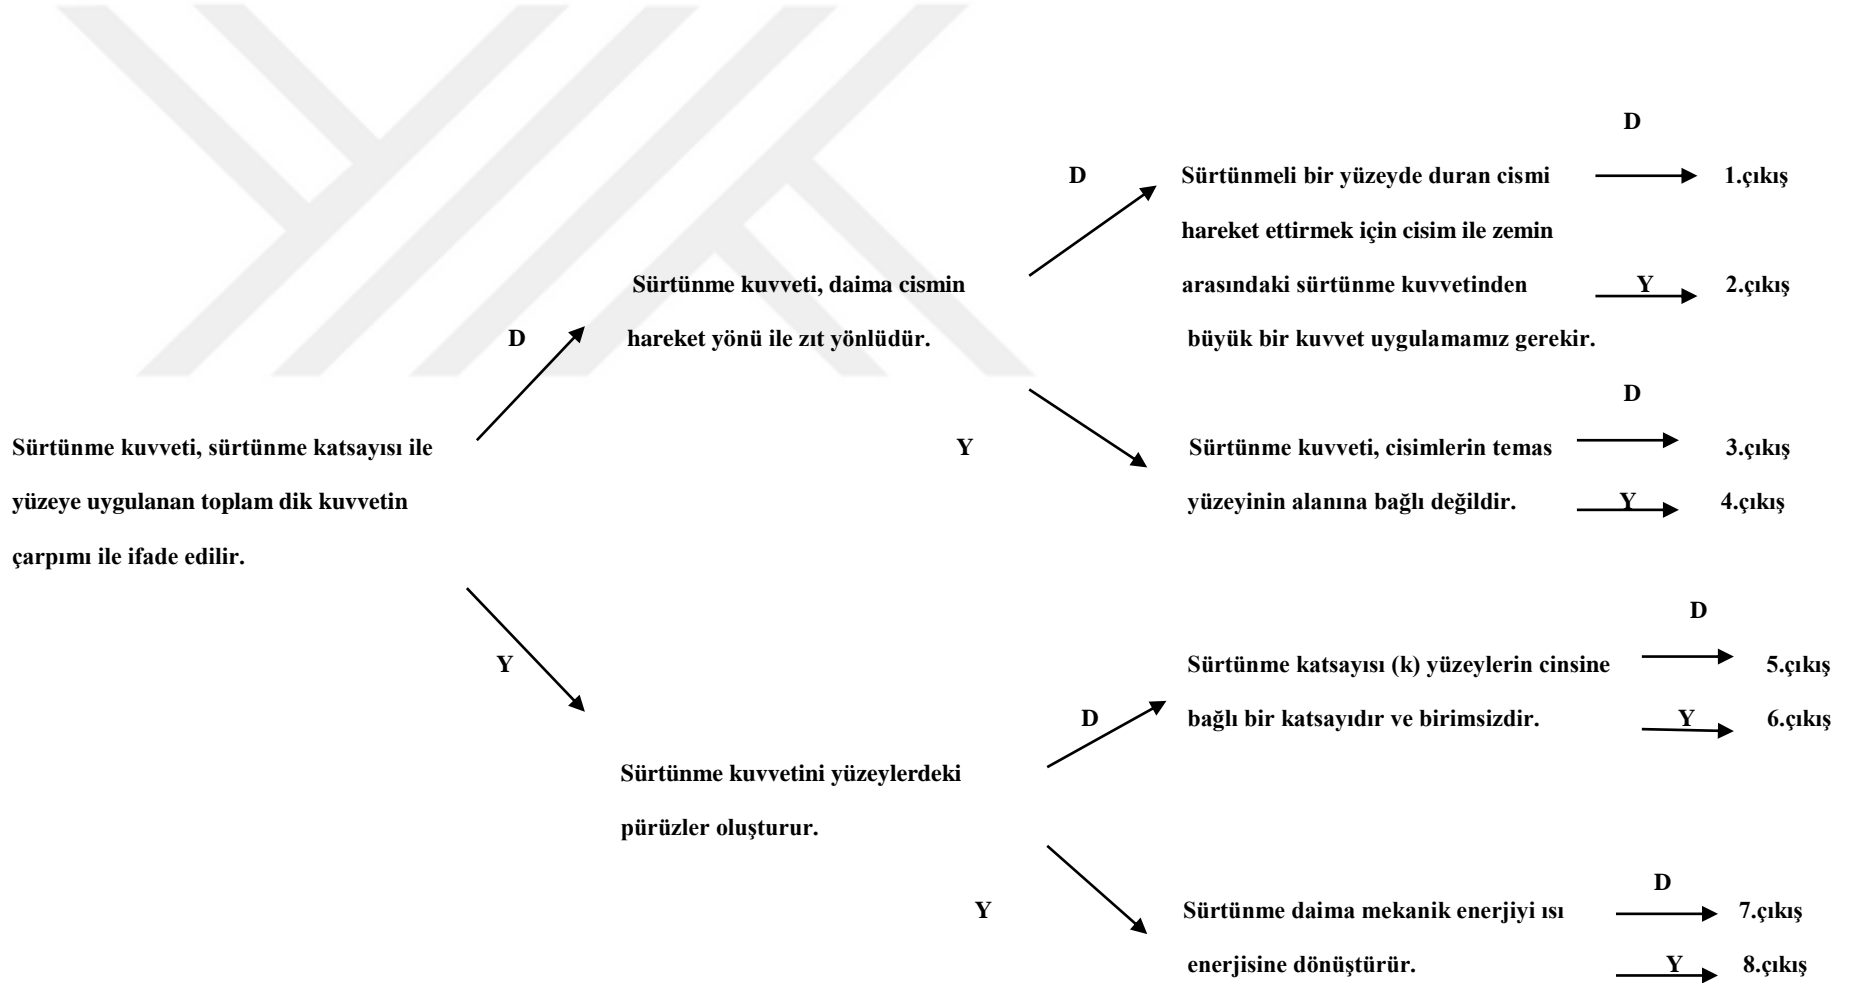 D
D Sürtünmeli bir yüzeyde duran cismi 1.çıkış
hareket ettirmek için cisim ile zemin
Sürtünme kuvveti, daima cismin arasındaki sürtünme kuvvetinden Y 2.çıkış
D hareket yönü ile zıt yönlüdür. büyük bir kuvvet uygulamamız gerekir.
D
Sürtünme kuvveti, sürtünme katsayısı ile Y Sürtünme kuvveti, cisimlerin temas 3.çıkış
yüzeye uygulanan toplam dik kuvvetin yüzeyinin alanına bağlı değildir. Y 4.çıkış
çarpımı ile ifade edilir.
D
Y Sürtünme katsayısı (k) yüzeylerin cinsine 5.çıkış
D bağlı bir katsayıdır ve birimsizdir. Y 6.çıkış
Sürtünme kuvvetini yüzeylerdeki
pürüzler oluşturur.
D
Y Sürtünme daima mekanik enerjiyi ısı 7.çıkış
enerjisine dönüştürür. Y 8.çıkış